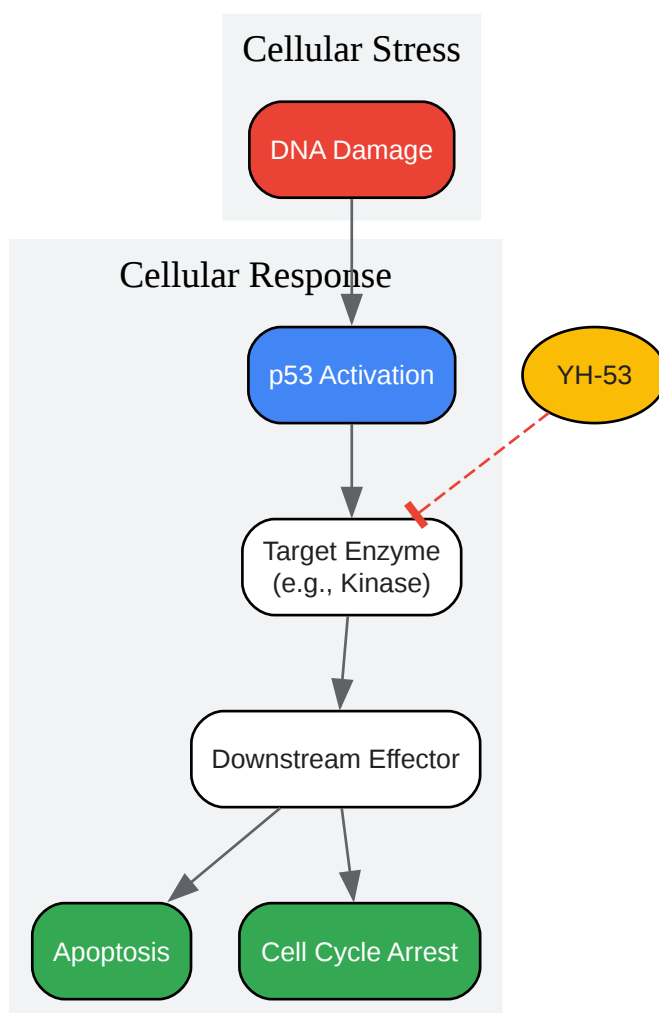 Cellular Stress
DNA Damage
Cellular Response
p53 Activation
YH-53
Target Enzyme
(e.g., Kinase)
Downstream Effector
Apoptosis
Cell Cycle Arrest